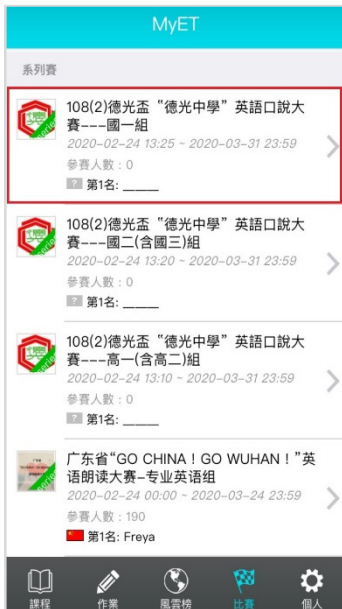 MyET
系列賽
108(2)德光盃“德光中學”英語口說大
賽---國一組
2020-02-24 13:25 ~ 2020-03-31 23:59
參賽人數：0
? 第1名: ______
108(2)德光盃“德光中學”英語口說大
賽---國二(含國三)組
2020-02-24 13:20 ~ 2020-03-31 23:59
參賽人數：0
? 第1名: ______
108(2)德光盃“德光中學”英語口說大
賽---高一(含高二)組
2020-02-24 13:10 ~ 2020-03-31 23:59
參賽人數：0
? 第1名: ______
广东省“GO CHINA！GO WUHAN！”英
语朗读大赛-专业英语组
2020-02-24 00:00 ~ 2020-03-24 23:59
參賽人數：190
第1名: Freya
課程 作業 風雲榜 比賽 個人